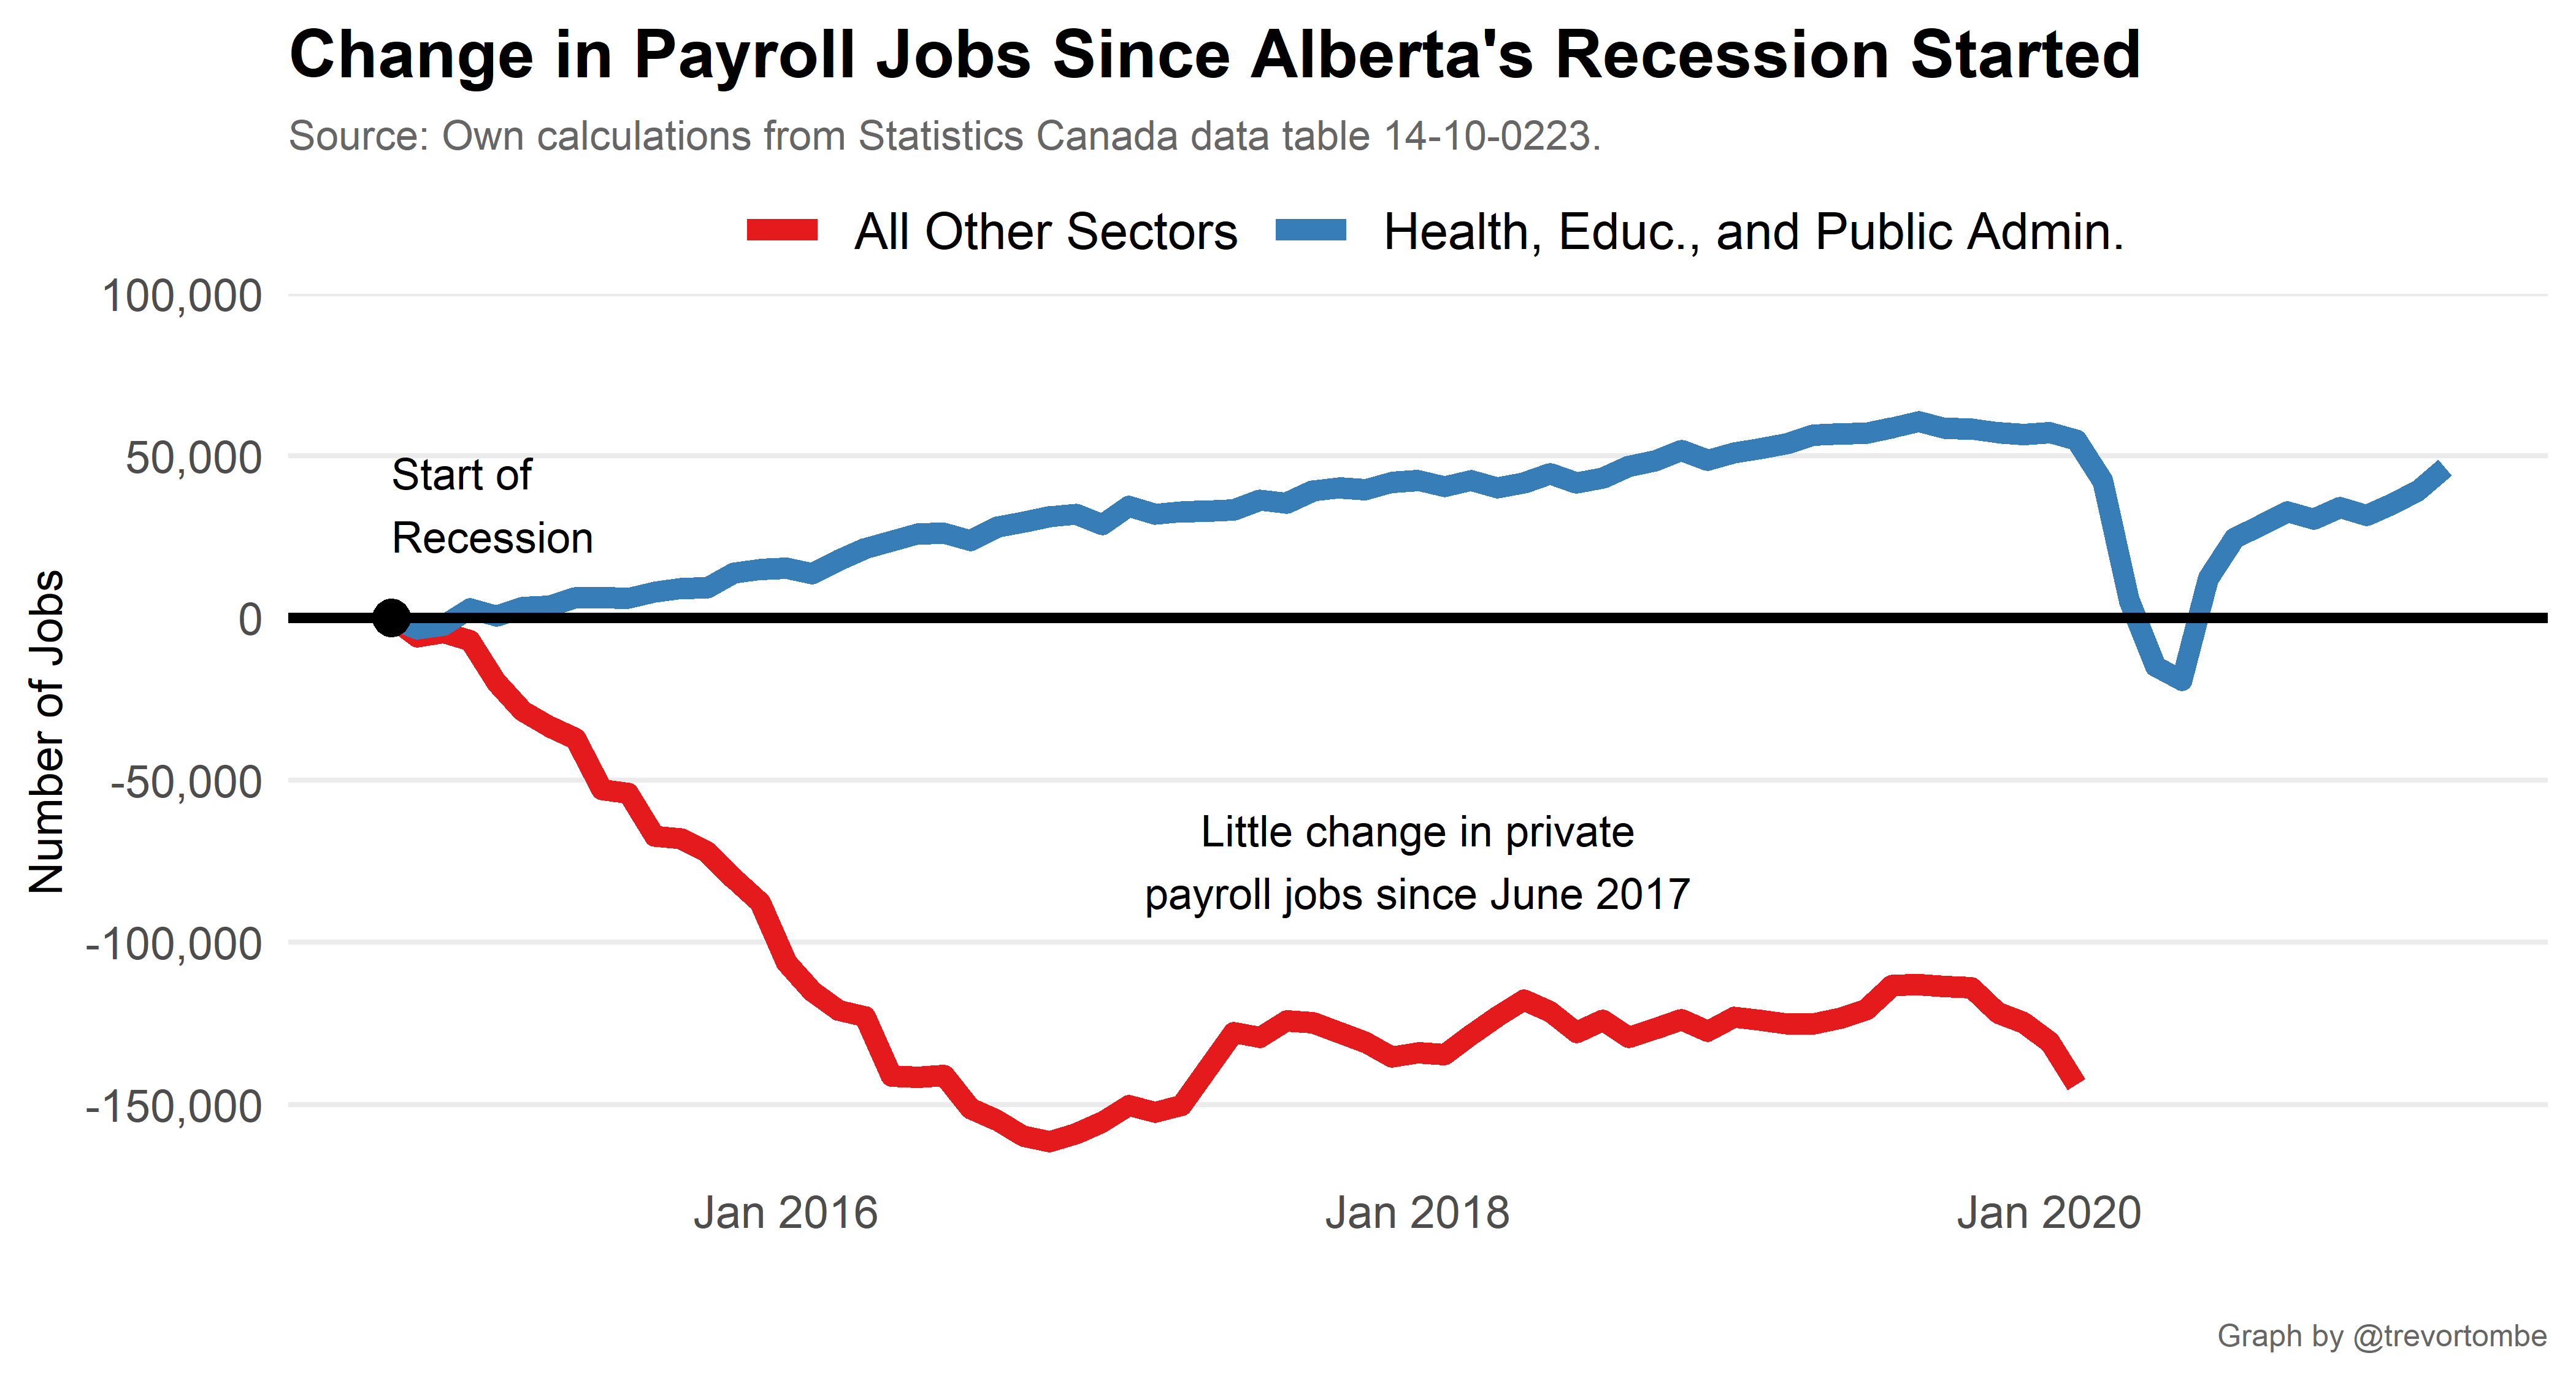 Change in Payroll Jobs Since Alberta's Recession Started
Source: Own calculations from Statistics Canada data table 14-10-0223.
All Other Sectors
Health, Educ., and Public Admin.
100,000
50,000
0
-50,000
-100,000
-150,000
Number of Jobs
Start of
Recession
Little change in private
payroll jobs since June 2017
Jan 2016
Jan 2018
Jan 2020
Graph by @trevortombe